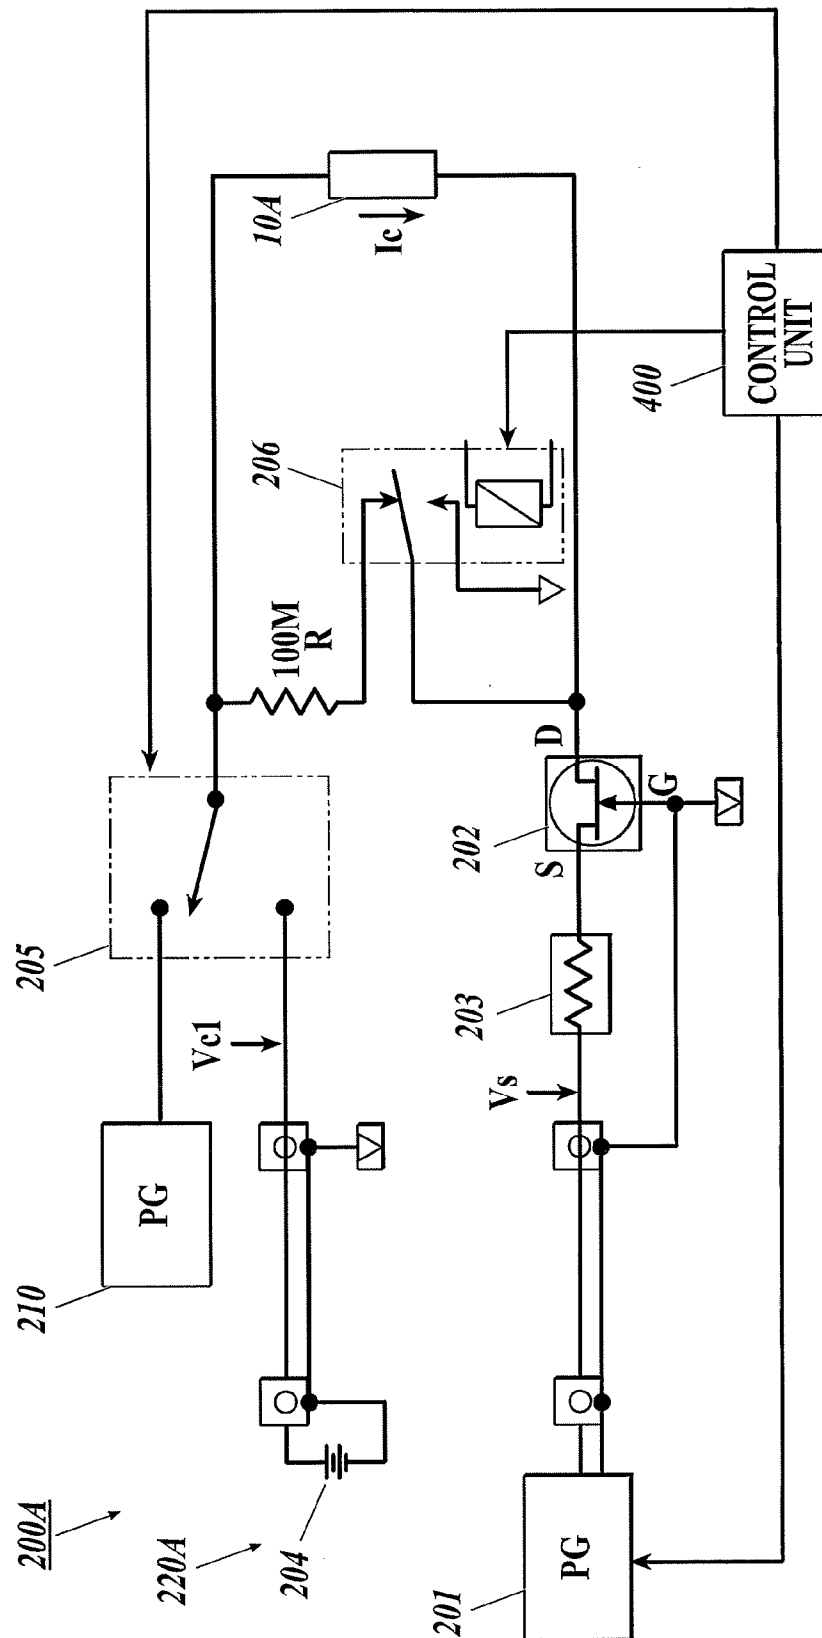 200A
220A
204
210
PG
205
Vc1
100M
R
206
10A
Ic
201
PG
Vs
203
202
S
D
G
400
CONTROL
UNIT